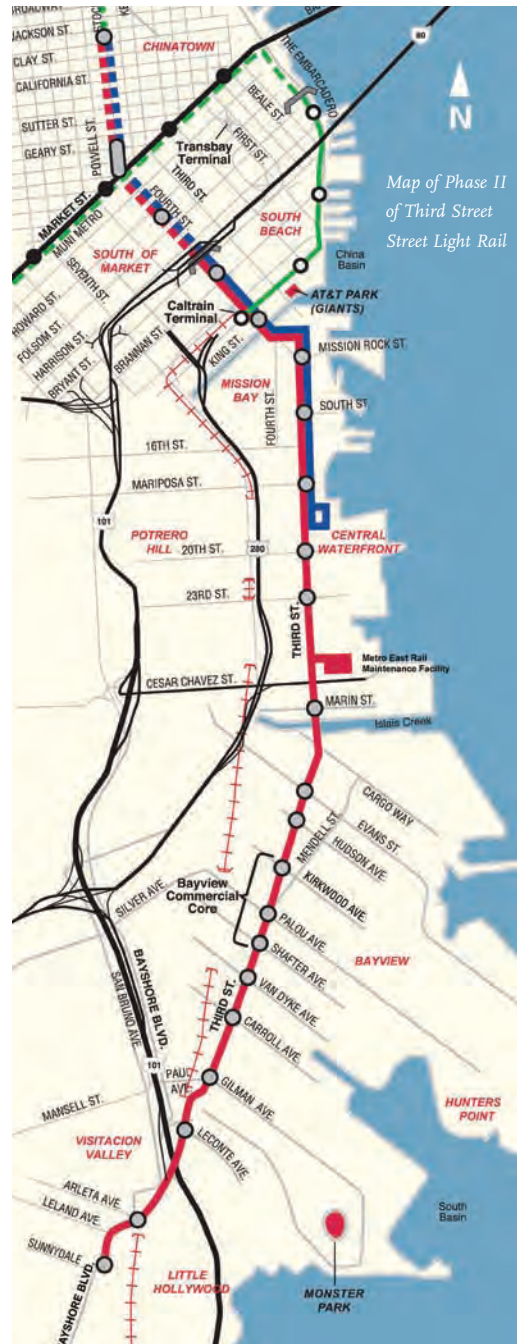 BROADWAY
JACKSON ST.
CLAY ST.
CALIFORNIA ST.
SUTTER ST.
GEARY ST.
POWELL ST.
CHINATOWN
THE EMBARCADERO
80
N
BEALE ST.
FIRST ST.
Transbay
Terminal
THIRD ST.
FOURTH ST.
MARKET ST.
MUNI METRO
Map of Phase II
of Third Street
Street Light Rail
SOUTH
BEACH
SOUTH OF
MARKET
SEVENTH ST.
HOWARD ST.
FOLSOM ST.
HARRISON ST.
BRYANT ST.
BRANNAN ST.
China
Basin
AT&T PARK
(GIANTS)
Caltrain
Terminal
KING ST.
MISSION ROCK ST.
MISSION
BAY
FOURTH ST.
SOUTH ST.
16TH ST.
MARIPOSA ST.
101
POTRERO
HILL
280
20TH ST.
CENTRAL
WATERFRONT
23RD ST.
THIRD ST.
Metro East Rail
Maintenance Facility
CESAR CHAVEZ ST.
MARIN ST.
Islais Creek
CARGO WAY
MENDELL ST.
EVANS ST.
HUDSON AVE.
KIRKWOOD AVE.
SILVER AVE.
Bayview
Commercial
Core
PALOU AVE.
SHAFTER AVE.
BAYVIEW
BAYSHORE BLVD.
SAN BRUNO AVE.
THIRD ST.
VAN DYKE AVE.
CARROLL AVE.
101
PAUL
AVE.
GILMAN AVE.
MANSELL ST.
HUNTERS
POINT
VISITACION
VALLEY
LECONTE AVE.
ARLETA AVE.
LELAND AVE.
SUNNYDALE
South
Basin
LITTLE
HOLLYWOOD
MONSTER
PARK
AYSHORE BLVD.